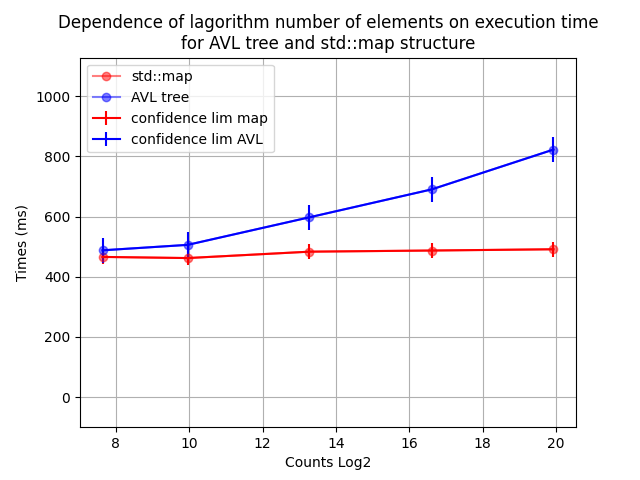 Dependence of lagorithm number of elements on execution time
for AVL tree and std::map structure
std::map
AVL tree
confidence lim map
confidence lim AVL
Times (ms)
1000
800
600
400
200
0
8 10 12 14 16 18 20
Counts Log2